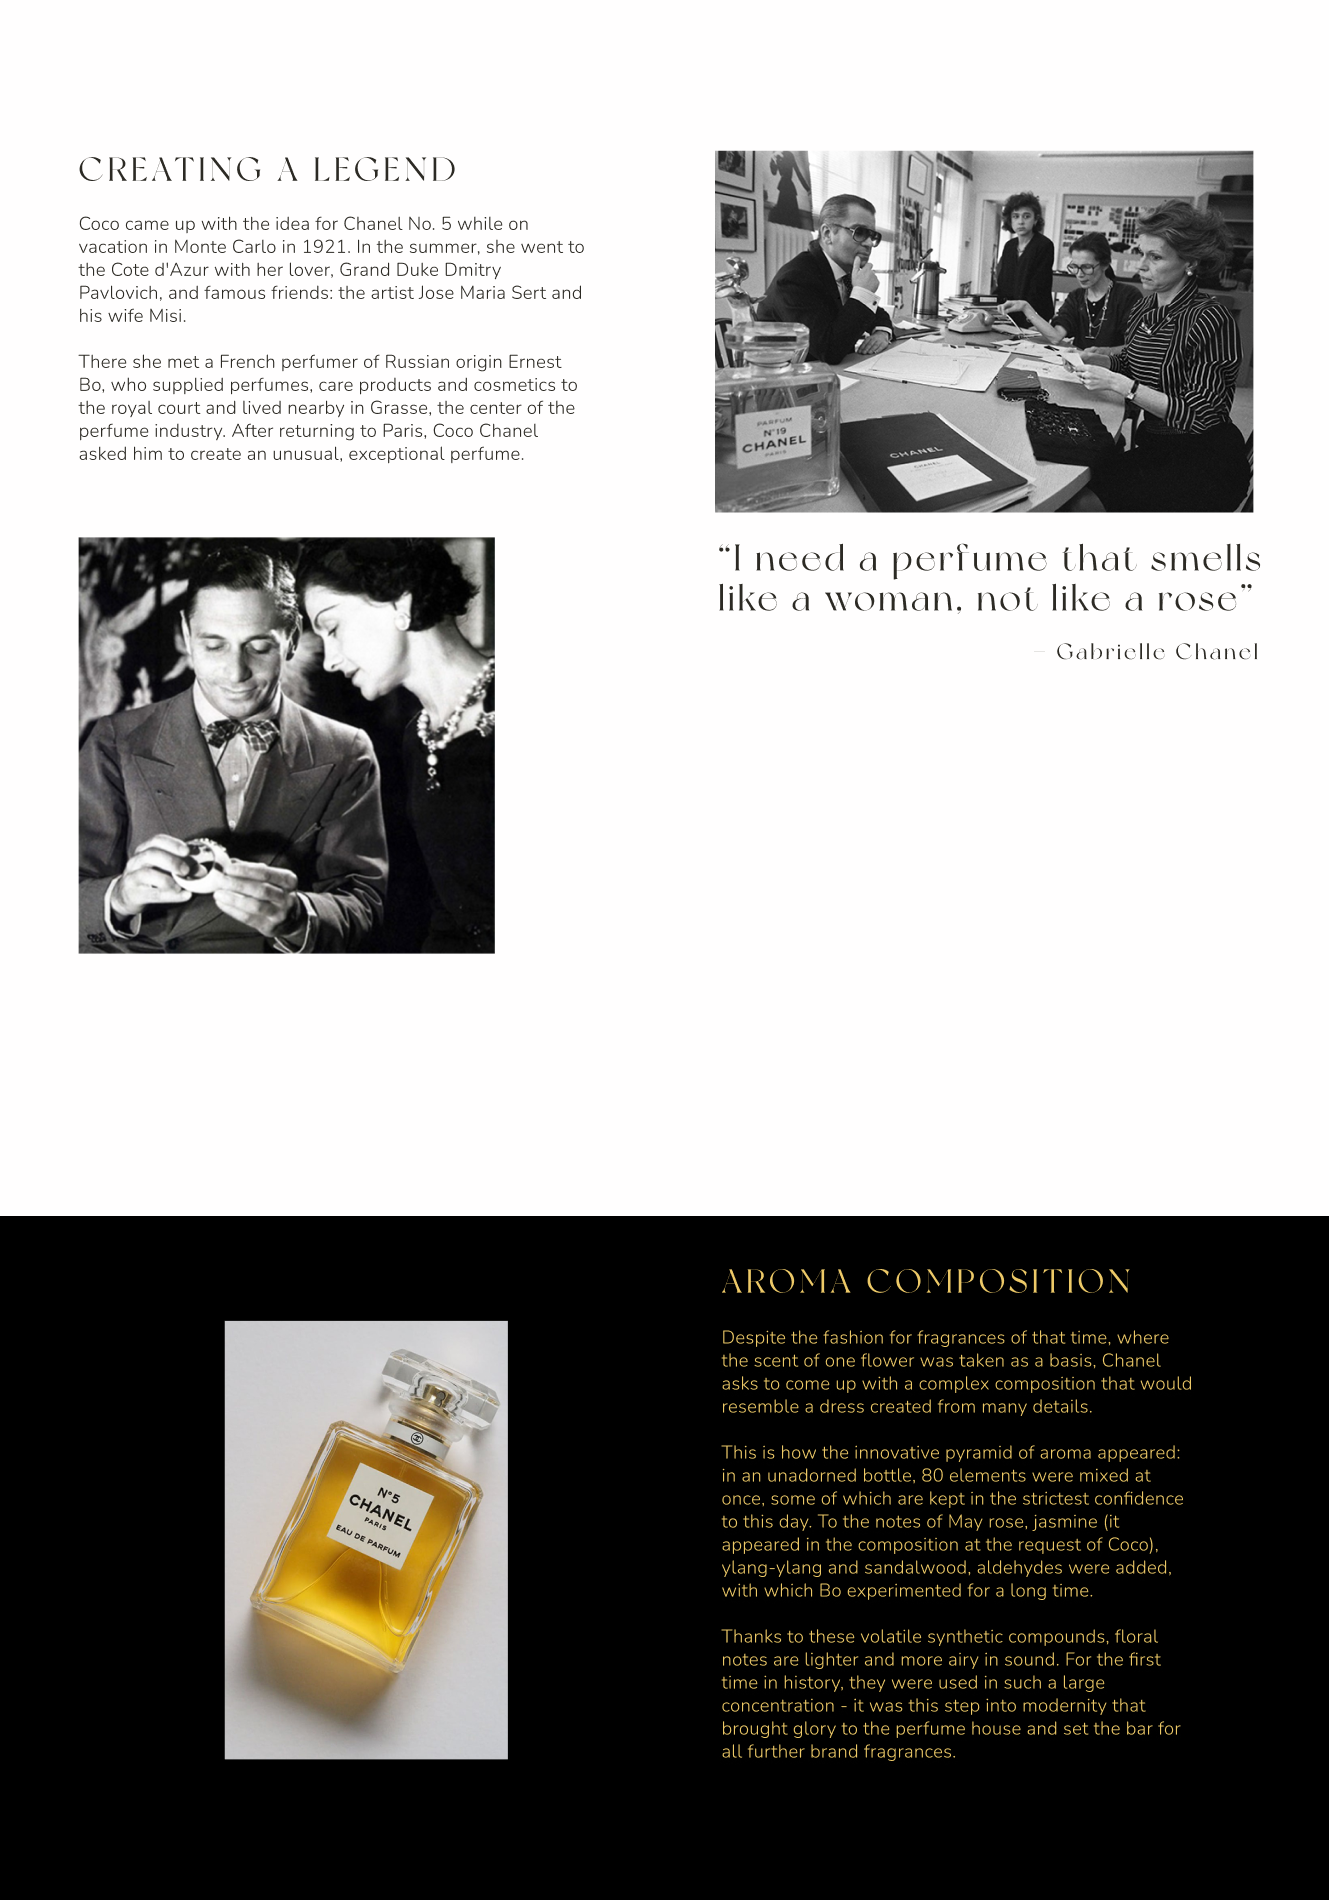 CREATING A LEGEND
Coco came up with the idea for Chanel No. 5 while on
vacation in Monte Carlo in 1921. In the summer, she went to
the Cote d'Azur with her lover, Grand Duke Dmitry
Pavlovich, and famous friends: the artist Jose Maria Sert and
his wife Misi.
There she met a French perfumer of Russian origin Ernest
Bo, who supplied perfumes, care products and cosmetics to
the royal court and lived nearby in Grasse, the center of the
perfume industry. After returning to Paris, Coco Chanel
asked him to create an unusual, exceptional perfume.
PARFUM
N°19
CHANEL
PARIS
CHANEL
CHANEL
“I need a perfume that smells
like a woman, not like a rose”
– Gabrielle Chanel
N°5
CHANEL
PARIS
EAU DE PARFUM
AROMA COMPOSITION
Despite the fashion for fragrances of that time, where
the scent of one flower was taken as a basis, Chanel
asks to come up with a complex composition that would
resemble a dress created from many details.
This is how the innovative pyramid of aroma appeared:
in an unadorned bottle, 80 elements were mixed at
once, some of which are kept in the strictest confidence
to this day. To the notes of May rose, jasmine (it
appeared in the composition at the request of Coco),
ylang-ylang and sandalwood, aldehydes were added,
with which Bo experimented for a long time.
Thanks to these volatile synthetic compounds, floral
notes are lighter and more airy in sound. For the first
time in history, they were used in such a large
concentration - it was this step into modernity that
brought glory to the perfume house and set the bar for
all further brand fragrances.